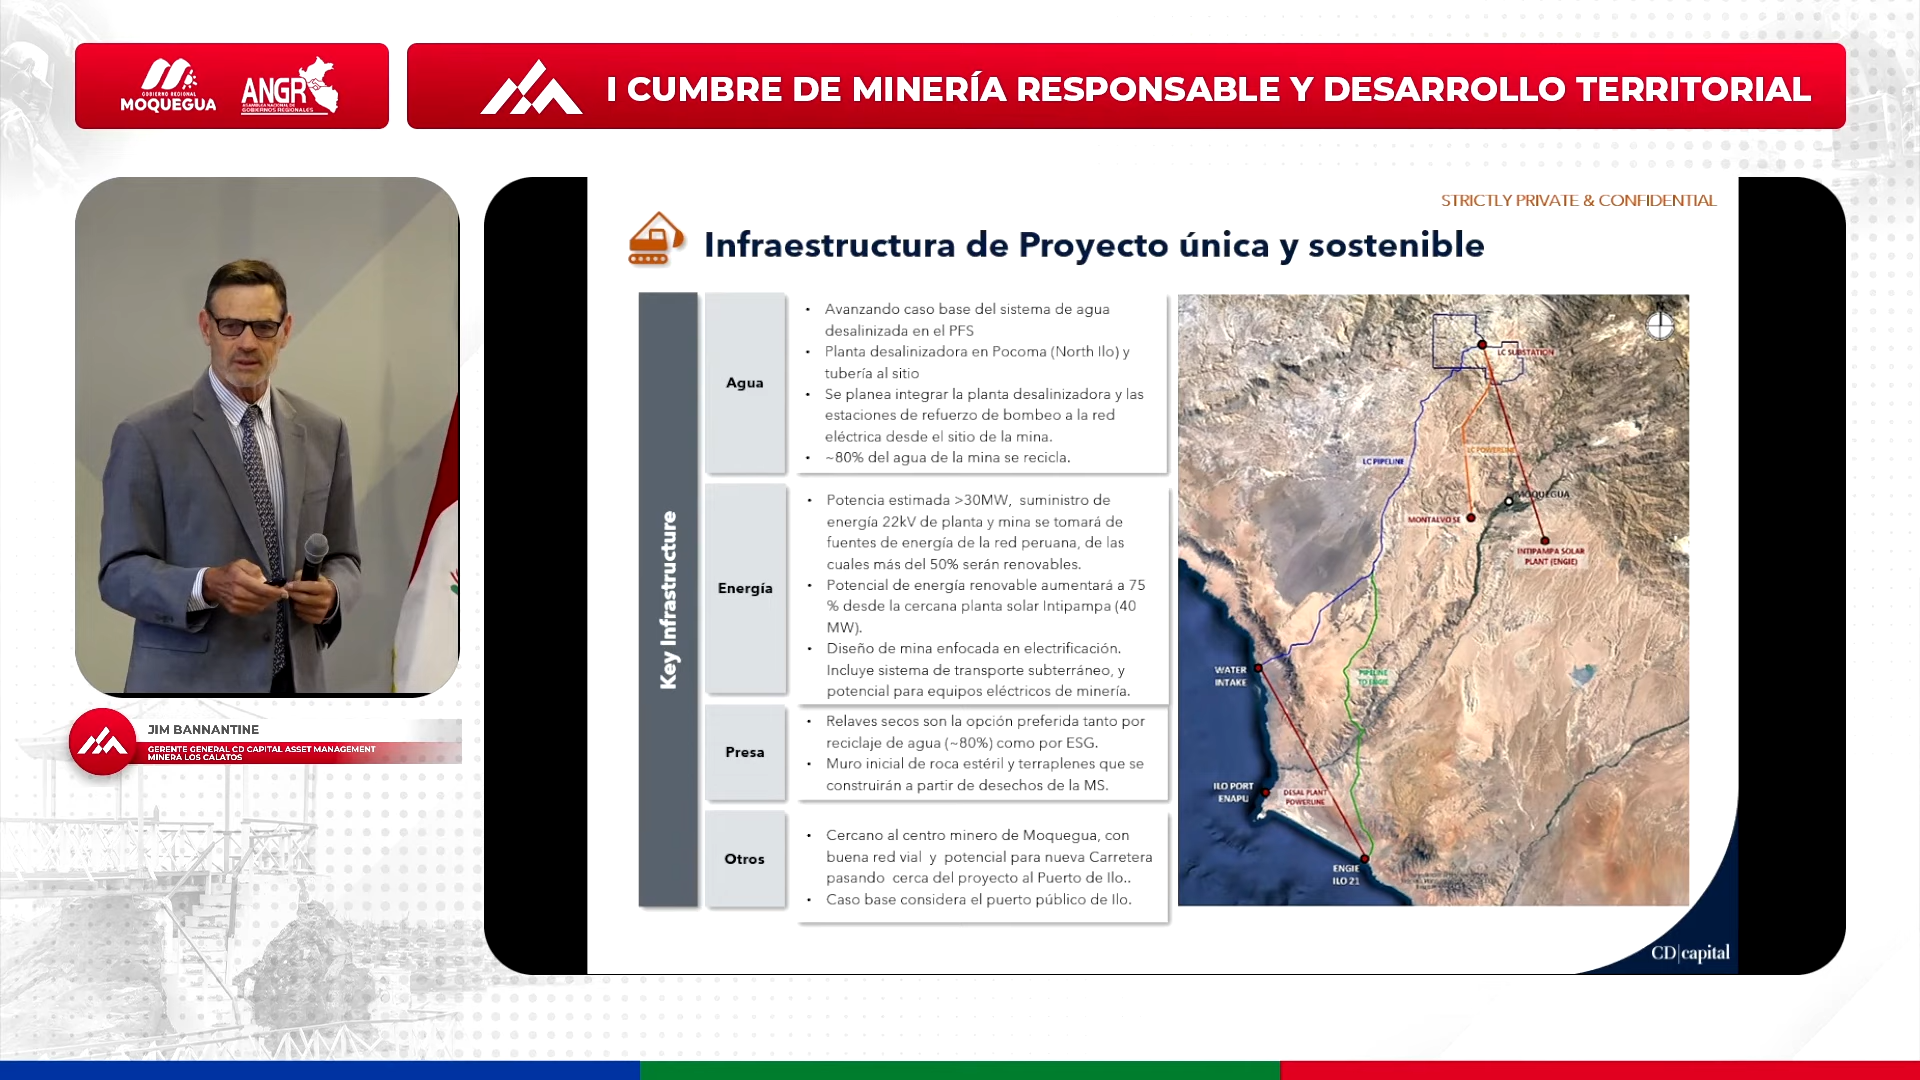 GOBIERNO REGIONAL
MOQUEGUA
ANGR
ASAMBLEA NACIONAL DE
GOBIERNOS REGIONALES
I CUMBRE DE MINERÍA RESPONSABLE Y DESARROLLO TERRITORIAL
STRICTLY PRIVATE & CONFIDENTIAL
Infraestructura de Proyecto única y sostenible
Key Infrastructure
Agua
• Avanzando caso base del sistema de agua
desalinizada en el PFS
• Planta desalinizadora en Pocoma (North Ilo) y
tubería al sitio
• Se planea integrar la planta desalinizadora y las
estaciones de refuerzo de bombeo a la red
eléctrica desde el sitio de la mina.
• ~80% del agua de la mina se recicla.
Energía
• Potencia estimada >30MW, suministro de
energía 22kV de planta y mina se tomará de
fuentes de energía de la red peruana, de las
cuales más del 50% serán renovables.
• Potencial de energía renovable aumentará a 75
% desde la cercana planta solar Intipampa (40
MW).
• Diseño de mina enfocada en electrificación.
Incluye sistema de transporte subterráneo, y
potencial para equipos eléctricos de minería.
Presa
• Relaves secos son la opción preferida tanto por
reciclaje de agua (~80%) como por ESG.
• Muro inicial de roca estéril y terraplenes que se
construirán a partir de desechos de la MS.
Otros
• Cercano al centro minero de Moquegua, con
buena red vial y potencial para nueva Carretera
pasando cerca del proyecto al Puerto de Ilo..
• Caso base considera el puerto público de Ilo.
N
LC SUBSTATION
LC PIPELINE
LC POWERLINE
MOQUEGUA
MONTALVO SE
INTIPAMPA SOLAR
PLANT (ENGIE)
WATER
INTAKE
PIPELINE
TO ENGIE
ILO PORT
ENAPU
DESAL PLANT
POWERLINE
ENGIE
ILO 21
CD|capital
JIM BANNANTINE
GERENTE GENERAL CD CAPITAL ASSET MANAGEMENT
MINERA LOS CALATOS